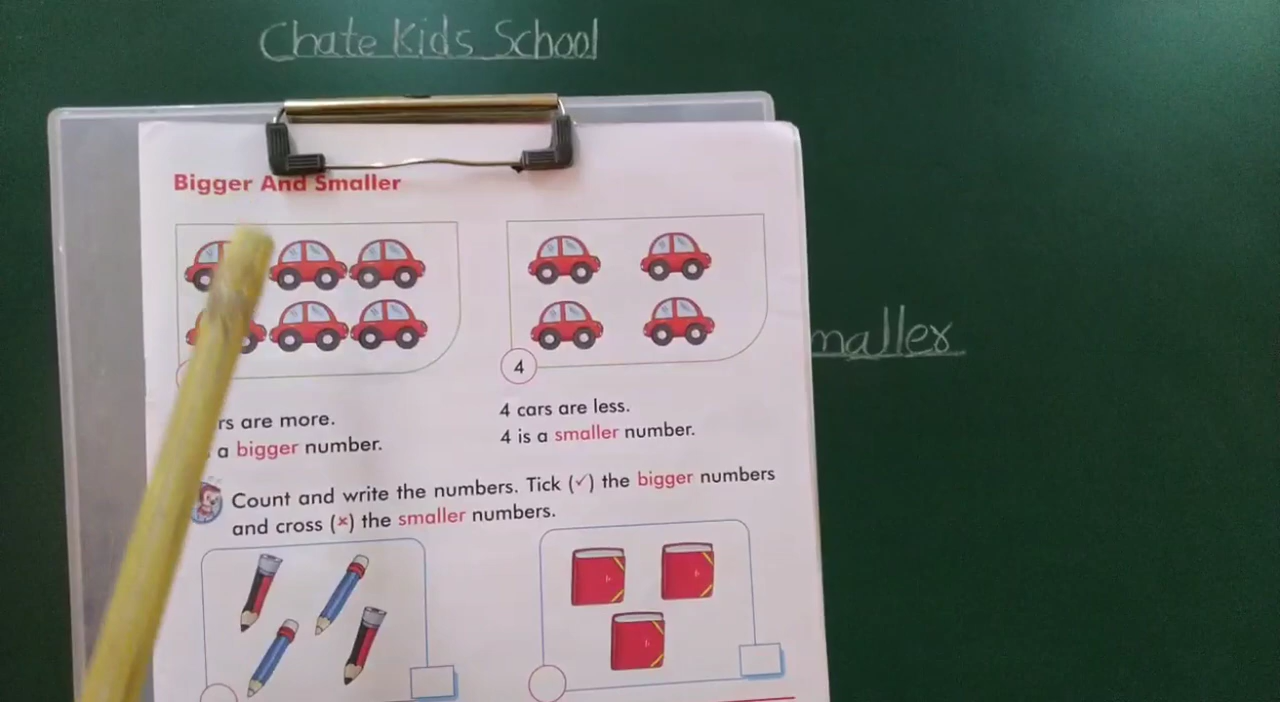 Chate Kids School
Bigger And Smaller
4
maller
rs are more.
4 cars are less.
a bigger number.
4 is a smaller number.
Count and write the numbers. Tick (✓) the bigger numbers
and cross (×) the smaller numbers.